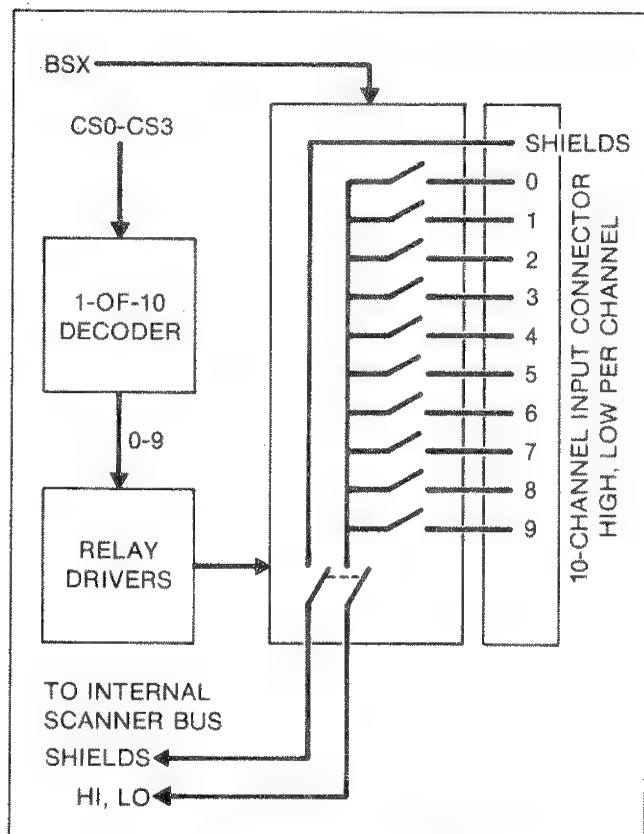 BSX
CS0-CS3
1-OF-10
DECODER
0-9
RELAY
DRIVERS
SHIELDS
0
1
2
3
4
5
6
7
8
9
10-CHANNEL INPUT CONNECTOR
HIGH, LOW PER CHANNEL
TO INTERNAL
SCANNER BUS
SHIELDS
HI, LO